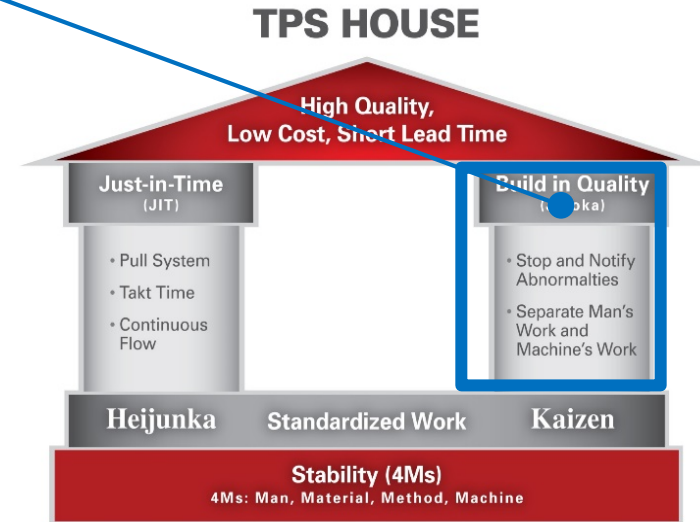 TPS HOUSE
High Quality,
Low Cost, Short Lead Time
Just-in-Time
(JIT)
• Pull System
• Takt Time
• Continuous
Flow
Build in Quality
• Stop and Notify
Abnormalties
• Separate Man's
Work and
Machine's Work
Heijunka
Standardized Work
Kaizen
Stability (4Ms)
4Ms: Man, Material, Method, Machine